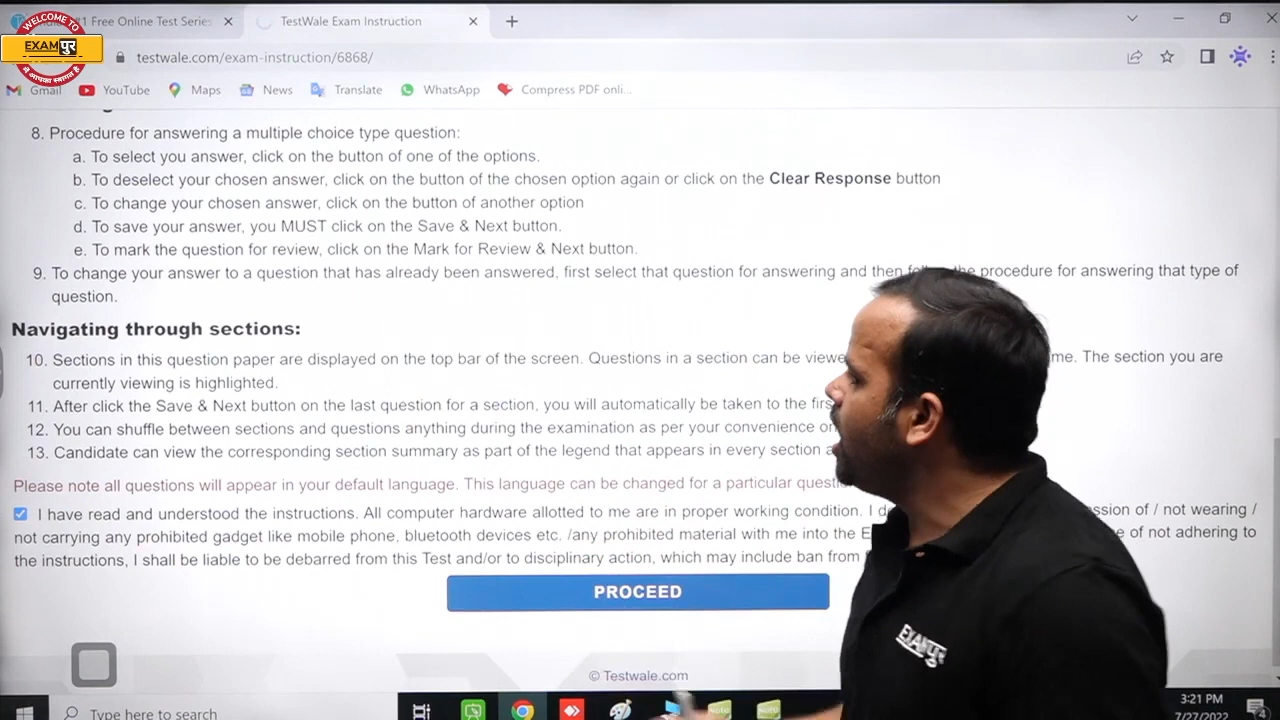 WELCOME TO
EXAMपुर
में आपका स्वागत है
1 Free Online Test Series
TestWale Exam Instruction
testwale.com/exam-instruction/6868/
Gmail
YouTube
Maps
News
Translate
WhatsApp
Compress PDF onli...
8. Procedure for answering a multiple choice type question:
a. To select you answer, click on the button of one of the options.
b. To deselect your chosen answer, click on the button of the chosen option again or click on the Clear Response button
c. To change your chosen answer, click on the button of another option
d. To save your answer, you MUST click on the Save & Next button.
e. To mark the question for review, click on the Mark for Review & Next button.
9. To change your answer to a question that has already been answered, first select that question for answering and then the procedure for answering that type of
question.
Navigating through sections:
10. Sections in this question paper are displayed on the top bar of the screen. Questions in a section can be The section you are
currently viewing is highlighted.
11. After click the Save & Next button on the last question for a section, you will automatically be taken to the
12. You can shuffle between sections and questions anything during the examination as per your convenience
13. Candidate can view the corresponding section summary as part of the legend that appears in every section
Please note all questions will appear in your default language. This language can be changed for a particular
I have read and understood the instructions. All computer hardware allotted to me are in proper working condition. I of / not wearing /
not carrying any prohibited gadget like mobile phone, bluetooth devices etc. /any prohibited material with me into the of not adhering to
the instructions, I shall be liable to be debarred from this Test and/or to disciplinary action, which may include ban from
PROCEED
EXAMपुर
© Testwale.com
Type here to search
3:21 PM
7/27/2022